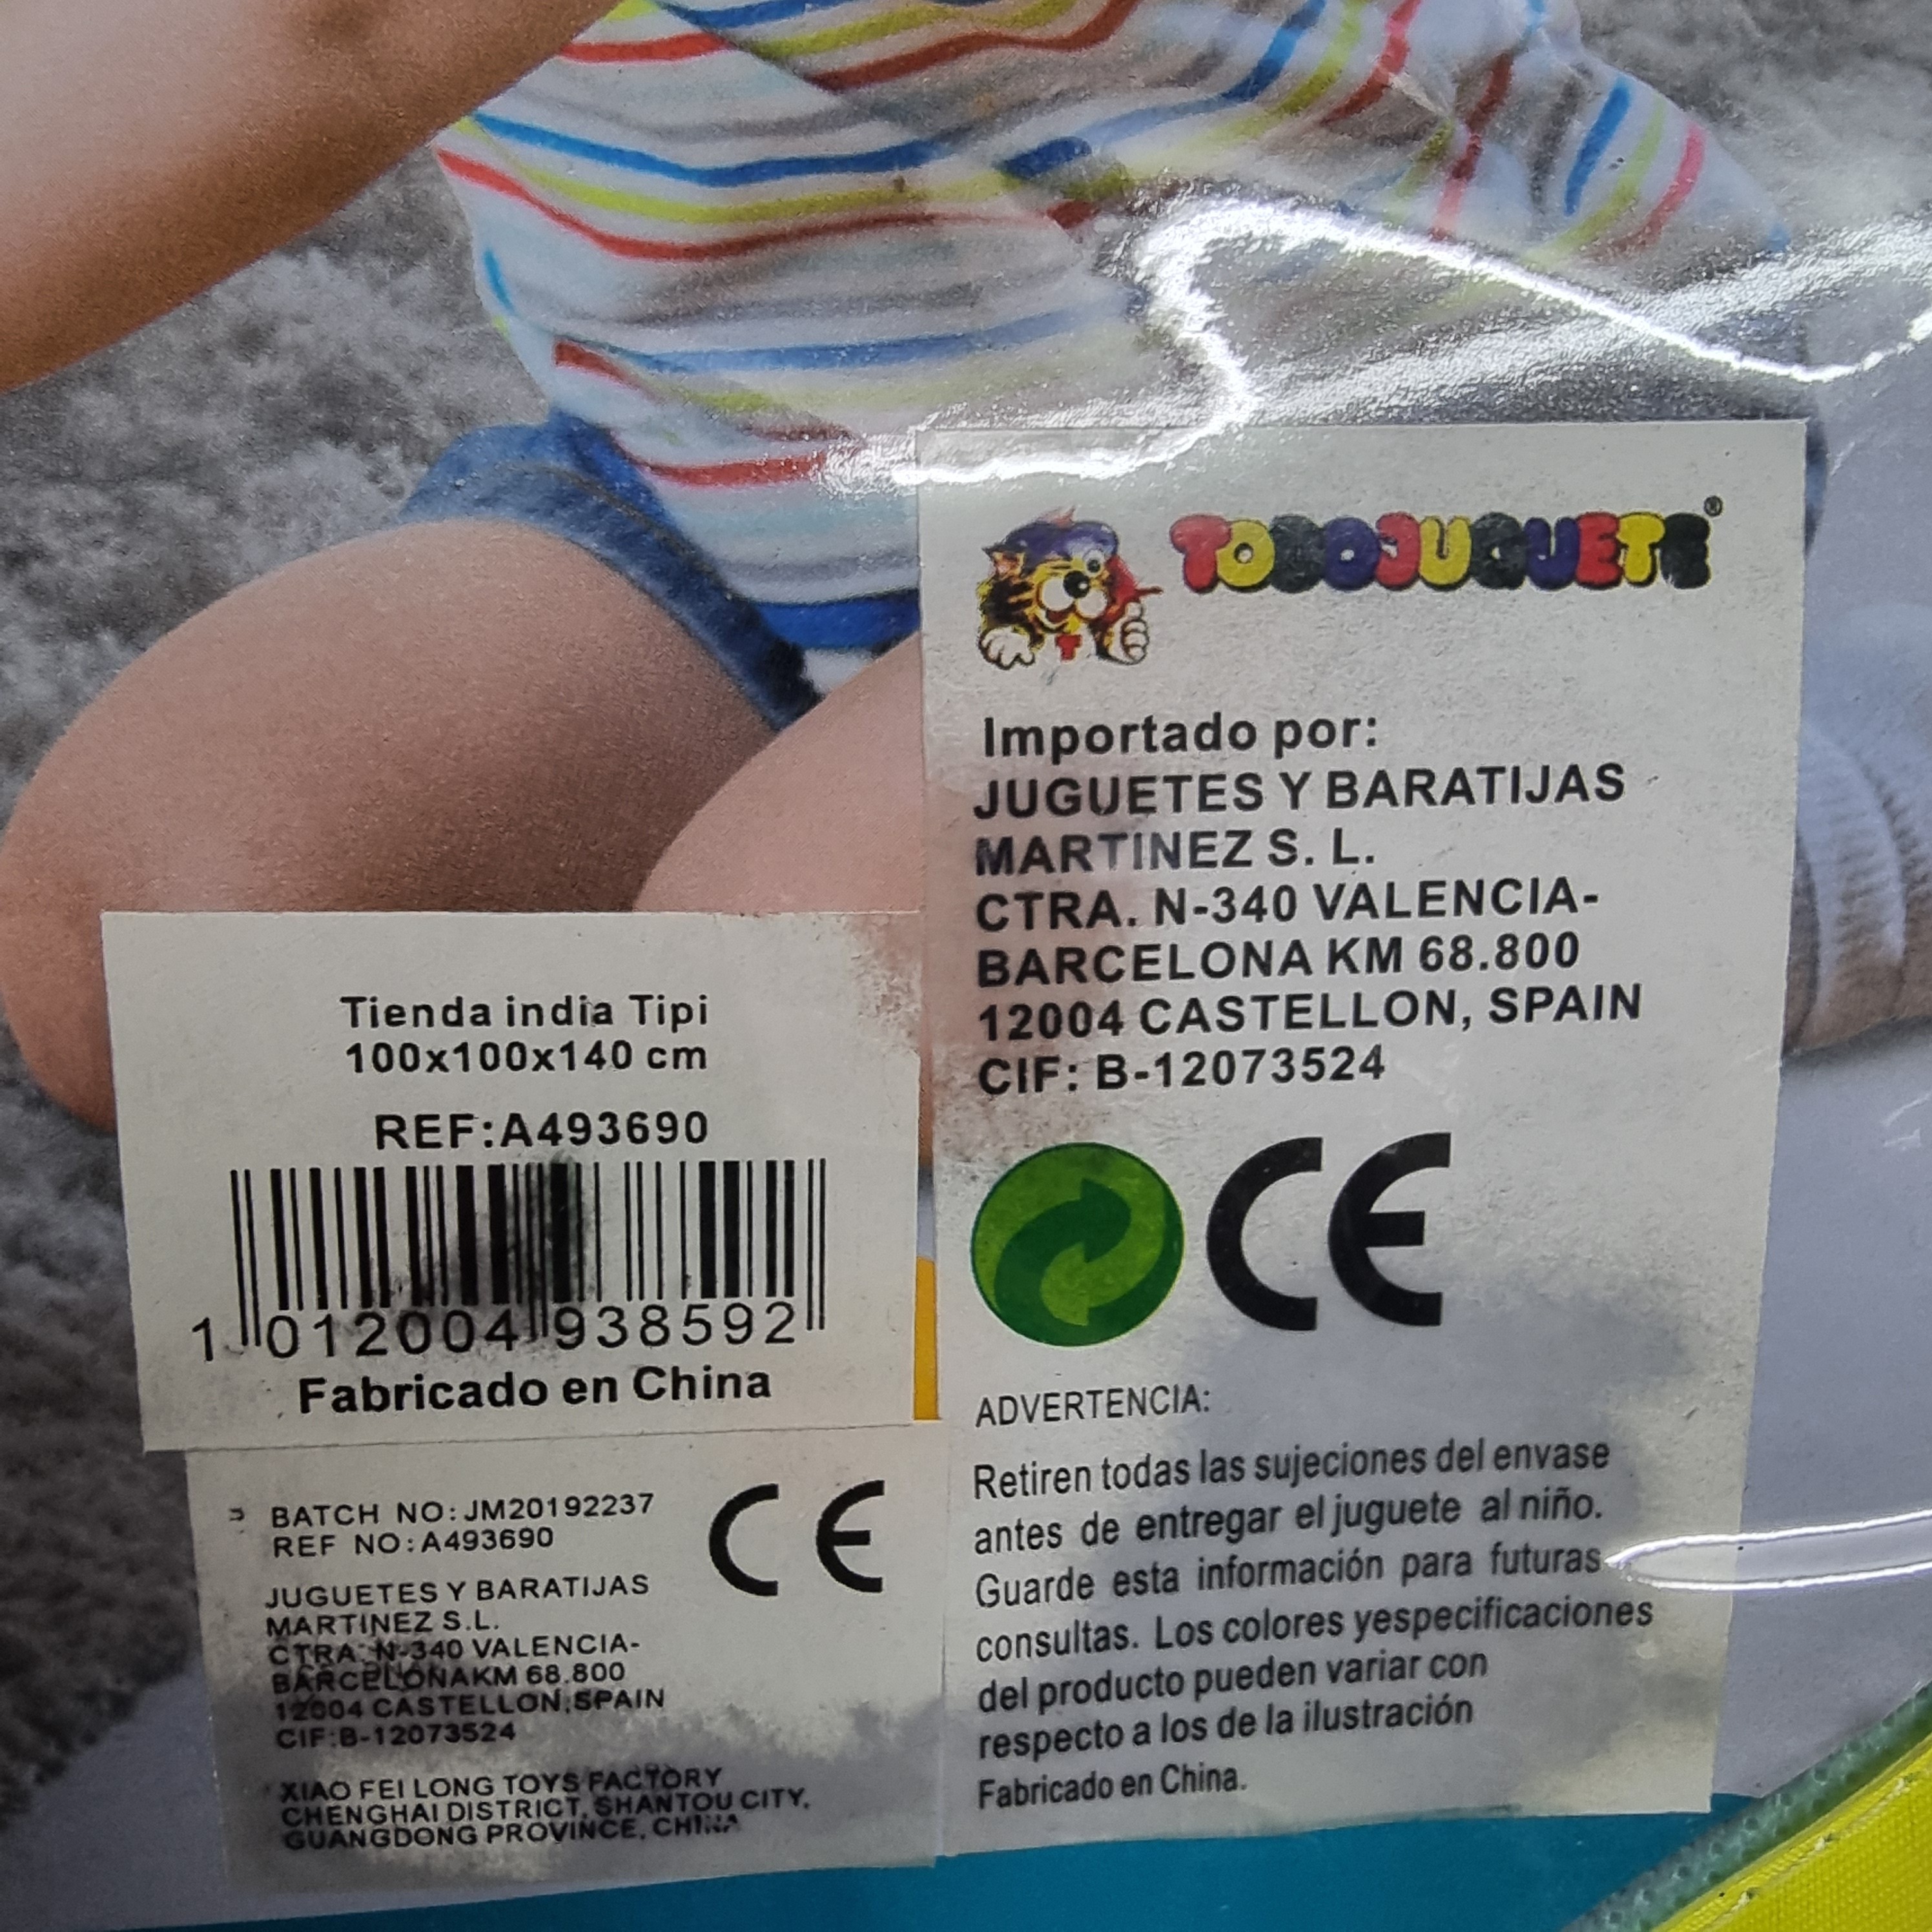 TODOJUGUETE®
Importado por:
JUGUETES Y BARATIJAS
MARTINEZ S. L.
CTRA. N-340 VALENCIA-
BARCELONA KM 68.800
12004 CASTELLON, SPAIN
CIF: B-12073524
CE
ADVERTENCIA:
Retiren todas las sujeciones del envase
antes de entregar el juguete al niño.
Guarde esta información para futuras
consultas. Los colores yespecificaciones
del producto pueden variar con
respecto a los de la ilustración
Fabricado en China.
Tienda india Tipi
100x100x140 cm
REF:A493690
1 012004 938592
Fabricado en China
BATCH NO:JM20192237
REF NO:A493690
CE
JUGUETES Y BARATIJAS
MARTINEZ S.L.
CTRA. N-340 VALENCIA-
BARCELONAKM 68.800
12004 CASTELLON,SPAIN
CIF:B-12073524
XIAO FEI LONG TOYS FACTORY
CHENGHAI DISTRICT, SHANTOU CITY,
GUANGDONG PROVINCE, CHINA